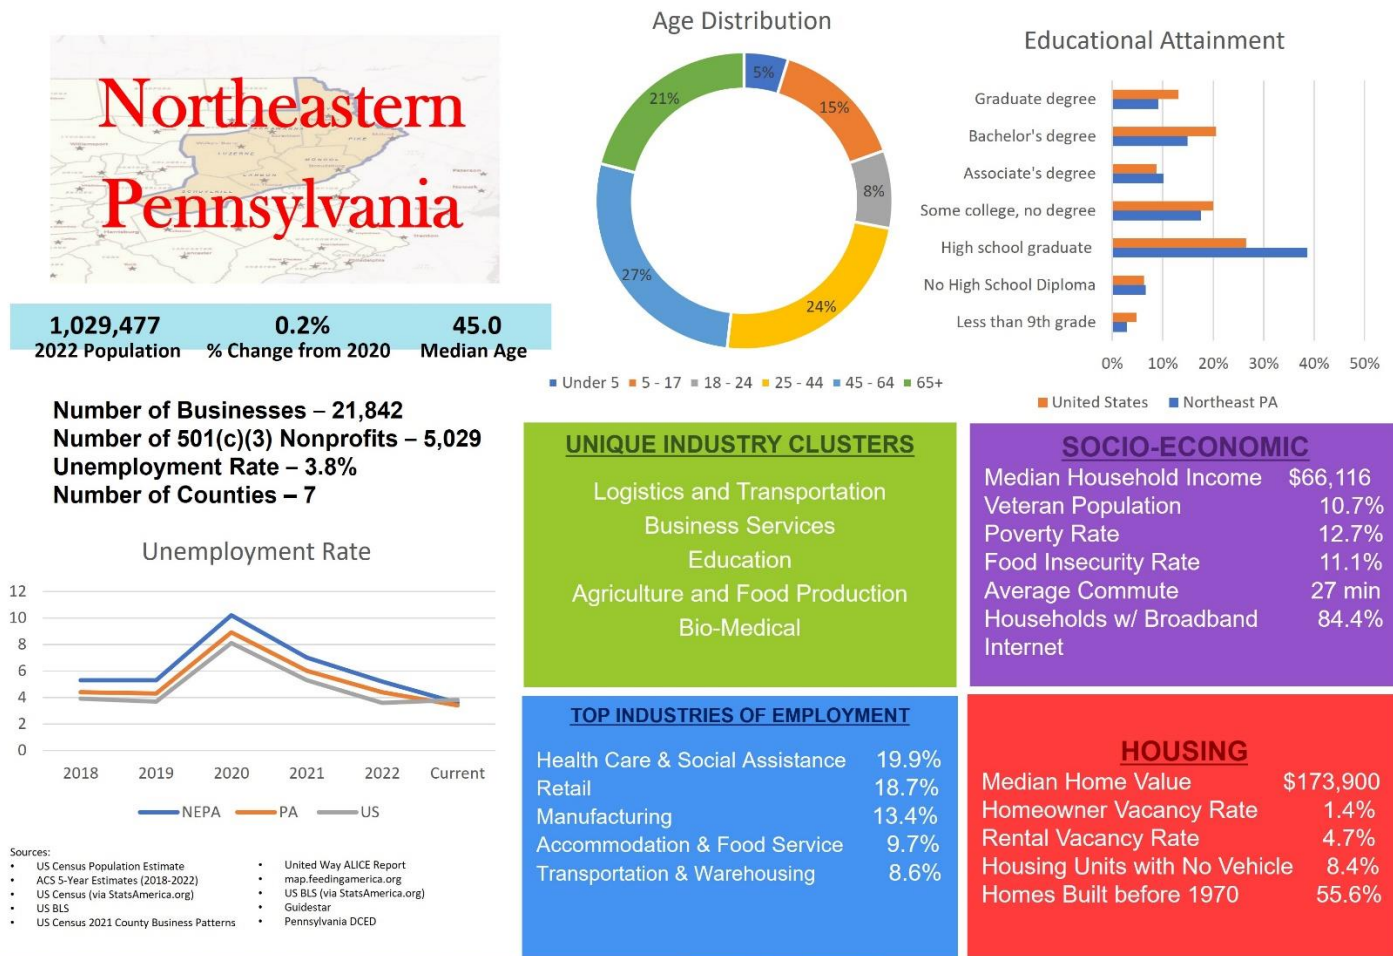 Northeastern
Pennsylvania
LUZERNE
MONROE
PIKE
CARBON
SCHUYLKILL
1,029,477 0.2% 45.0
2022 Population % Change from 2020 Median Age
Number of Businesses – 21,842
Number of 501(c)(3) Nonprofits – 5,029
Unemployment Rate – 3.8%
Number of Counties – 7
Unemployment Rate
12
10
8
6
4
2
0
2018 2019 2020 2021 2022 Current
NEPA PA US
Sources:
• US Census Population Estimate
• ACS 5-Year Estimates (2018-2022)
• US Census (via StatsAmerica.org)
• US BLS
• US Census 2021 County Business Patterns
• United Way ALICE Report
• map.feedingamerica.org
• US BLS (via StatsAmerica.org)
• Guidestar
• Pennsylvania DCED
Age Distribution
5%
15%
8%
24%
27%
21%
Under 5 5 - 17 18 - 24 25 - 44 45 - 64 65+
Educational Attainment
Graduate degree
Bachelor's degree
Associate's degree
Some college, no degree
High school graduate
No High School Diploma
Less than 9th grade
0% 10% 20% 30% 40% 50%
United States Northeast PA
UNIQUE INDUSTRY CLUSTERS
Logistics and Transportation
Business Services
Education
Agriculture and Food Production
Bio-Medical
SOCIO-ECONOMIC
Median Household Income $66,116
Veteran Population 10.7%
Poverty Rate 12.7%
Food Insecurity Rate 11.1%
Average Commute 27 min
Households w/ Broadband 84.4%
Internet
TOP INDUSTRIES OF EMPLOYMENT
Health Care & Social Assistance 19.9%
Retail 18.7%
Manufacturing 13.4%
Accommodation & Food Service 9.7%
Transportation & Warehousing 8.6%
HOUSING
Median Home Value $173,900
Homeowner Vacancy Rate 1.4%
Rental Vacancy Rate 4.7%
Housing Units with No Vehicle 8.4%
Homes Built before 1970 55.6%